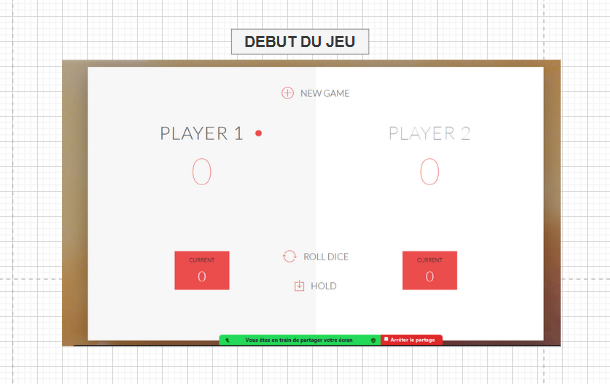 DEBUT DU JEU
NEW GAME
PLAYER 1
PLAYER 2
0
0
CURRENT
0
ROLL DICE
HOLD
CURRENT
0
Vous êtes en train de partager votre écran
Arrêter le partage